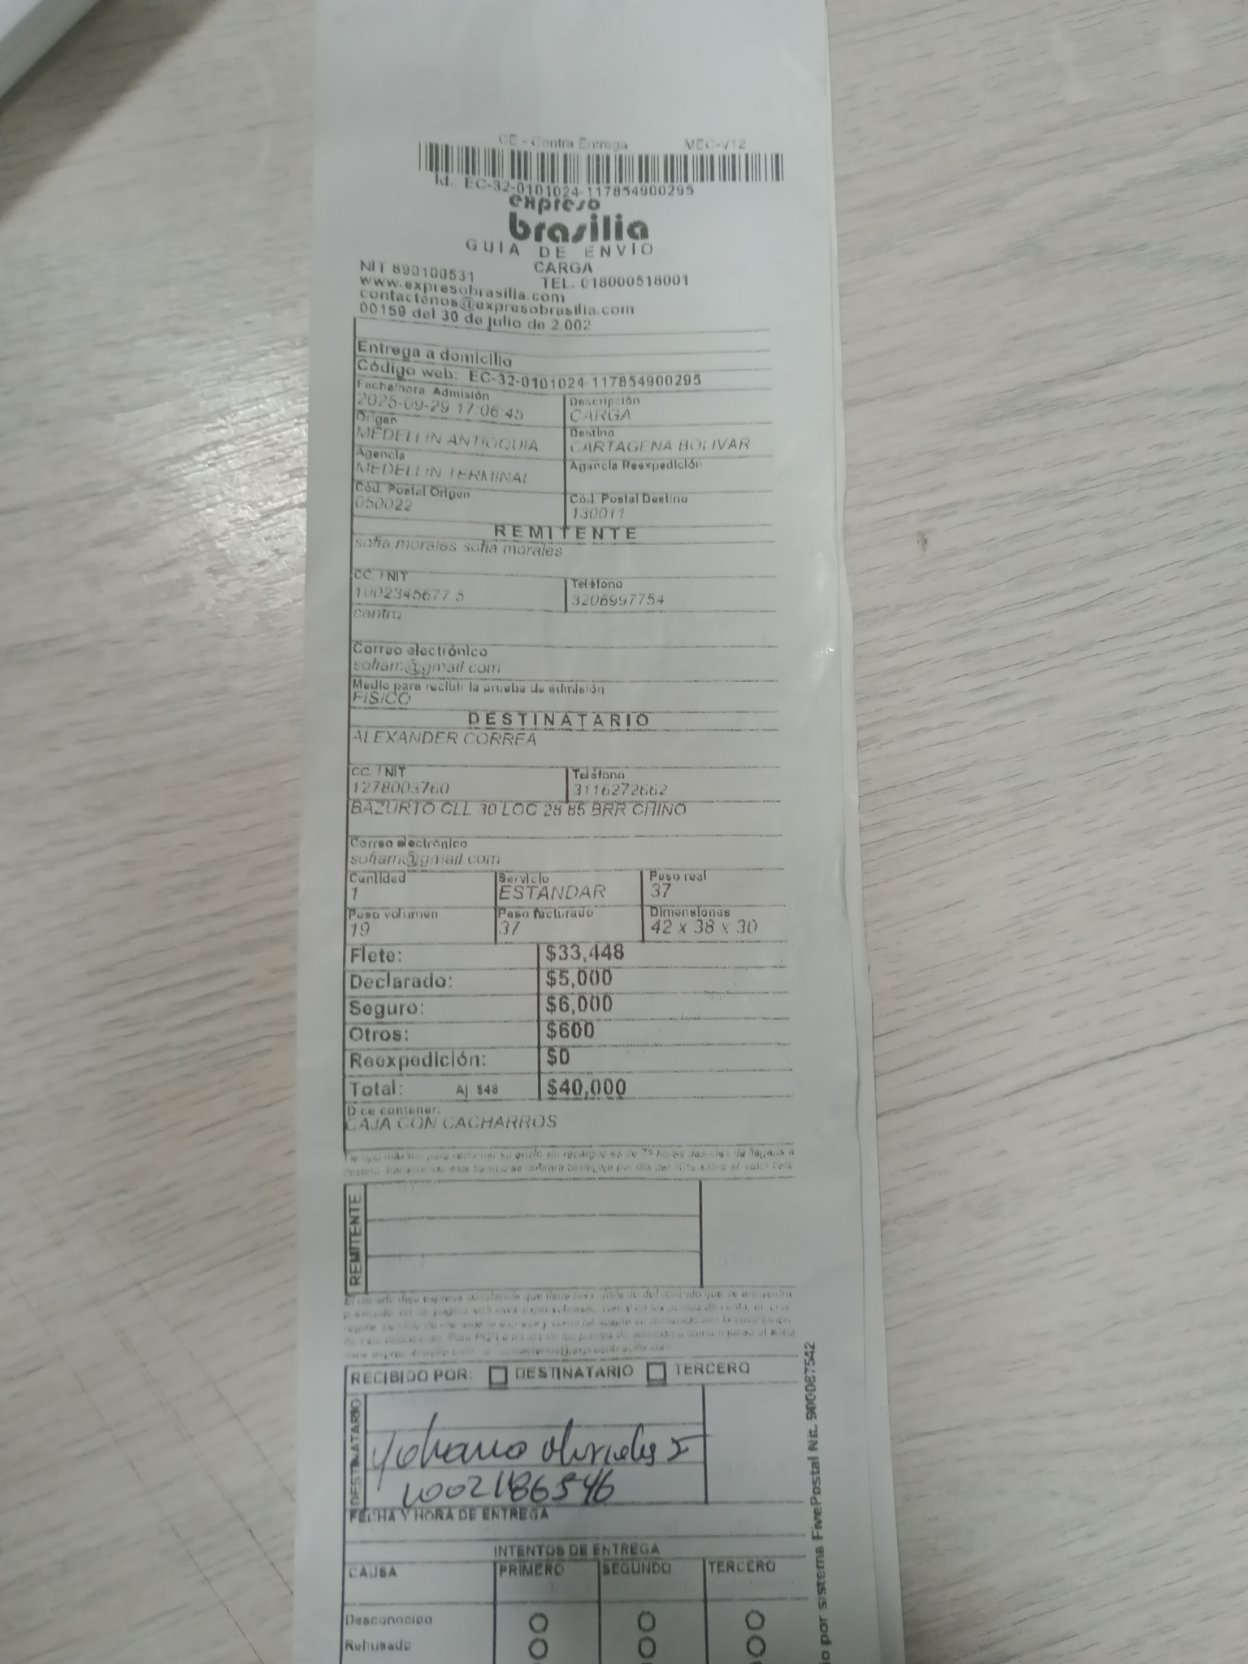 CE - Contra Entrega MEC-V12
Id.: EC-32-0101024-117854900295
expreso
brasilia
GUIA DE ENVIO
NIT 890100531 CARGA
www.expresobrasilia.com TEL. 018000518001
contactenos@expresobrasilia.com
00159 del 30 de julio de 2.002
Entrega a domicilio
Código web: EC-32-0101024-117854900295
Fecha/hora Admisión Descripción
2025-09-29 17:06:45 CARGA
Origen Destino
MEDELLIN ANTIOQUIA CARTAGENA BOLIVAR
Agencia Agencia Reexpedición
MEDELLIN TERMINAL
Cód. Postal Origen Cód. Postal Destino
050022 130011
REMITENTE
sofia morales sofia morales
CC. / NIT Teléfono
1002345677 5 3206997754
centro
Correo electrónico
sofiam@gmail.com
Medio para recibir la prueba de admisión
FISICO
DESTINATARIO
ALEXANDER CORREA
CC. / NIT Teléfono
1278003760 3116272662
BAZURTO CLL 30 LOC 28 85 BRR CHINO
Correo electrónico
sofiam@gmail.com
Cantidad Servicio Peso real
1 ESTANDAR 37
Peso volumen Peso facturado Dimensiones
19 37 42 x 38 x 30
Flete: $33,448
Declarado: $5,000
Seguro: $6,000
Otros: $600
Reexpedición: $0
Total: Aj. $48 $40,000
Dice contener:
CAJA CON CACHARROS
REMITENTE
RECIBIDO POR: DESTINATARIO TERCERO
DESTINATARIO
1002186546
FECHA Y HORA DE ENTREGA
INTENTOS DE ENTREGA
CAUSA PRIMERO SEGUNDO TERCERO
Desconocido
Rehusado
por sistema FivePostal Nit. 900087542